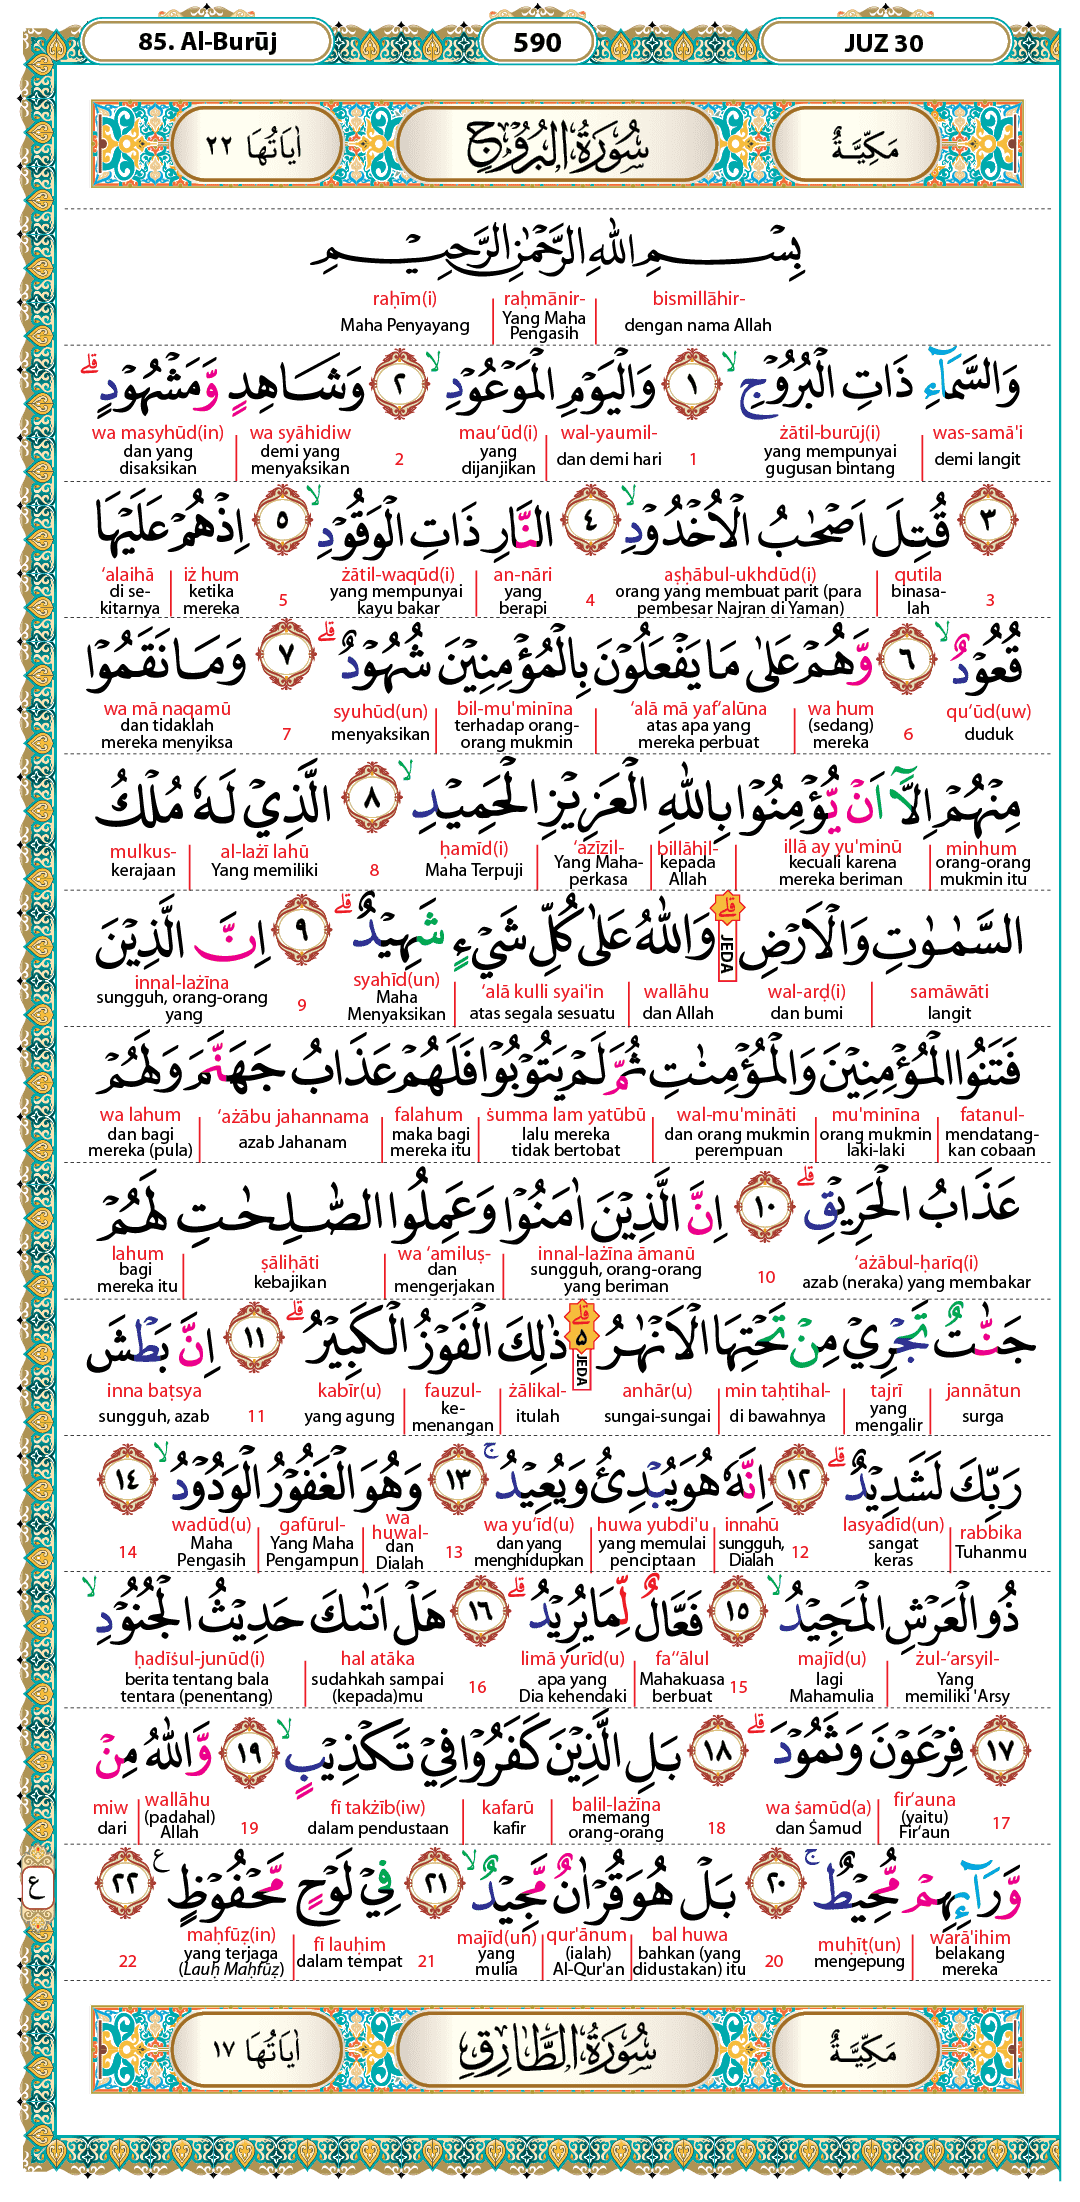 85. Al-Burūj
590
JUZ 30
مَكِّيَّةٌ
سُوْرَةُ الْبُرُوْجِ
اٰيَاتُهَا ٢٢
بِسْمِ اللّٰهِ الرَّحْمٰنِ الرَّحِيْمِ
bismillāhir- raḥmānir- raḥīm(i)
dengan nama Allah Yang Maha Pengasih Maha Penyayang
وَالسَّمَاۤءِ ذَاتِ الْبُرُوْجِۙ ١ وَالْيَوْمِ الْمَوْعُوْدِۙ ٢ وَشَاهِدٍ وَّمَشْهُوْدٍۗ
was-samā'i żātil-burūj(i) 1 wal-yaumil- mau‘ūd(i) 2 wa syāhidiw wa masyhūd(in)
demi langit yang mempunyai gugusan bintang dan demi hari yang dijanjikan demi yang menyaksikan dan yang disaksikan
٣ قُتِلَ اَصْحٰبُ الْاُخْدُوْدِۙ ٤ النَّارِ ذَاتِ الْوَقُوْدِۙ ٥ اِذْهُمْ عَلَيْهَا
3 qutila aṣḥābul-ukhdūd(i) 4 an-nāri żātil-waqūd(i) 5 iż hum ‘alaihā
binasa-lah orang yang membuat parit (para pembesar Najran di Yaman) yang berapi yang mempunyai kayu bakar ketika mereka di se-kitarnya
قُعُوْدٌۙ ٦ وَّهُمْ عَلٰى مَا يَفْعَلُوْنَ بِالْمُؤْمِنِيْنَ شُهُوْدٌۗ ٧ وَمَا نَقَمُوْا
qu‘ūd(uw) 6 wa hum ‘alā mā yaf‘alūna bil-mu'minīna syuhūd(un) 7 wa mā naqamū
duduk (sedang) mereka atas apa yang mereka perbuat terhadap orang-orang mukmin menyaksikan dan tidaklah mereka menyiksa
مِنْهُمْ اِلَّآ اَنْ يُّؤْمِنُوْا بِاللّٰهِ الْعَزِيْزِ الْحَمِيْدِۙ ٨ الَّذِيْ لَهٗ مُلْكُ
minhum illā ay yu'minū billāhil- ‘azīzil- ḥamīd(i) 8 al-lażī lahū mulkus-
orang-orang mukmin itu kecuali karena mereka beriman kepada Allah Yang Maha-perkasa Maha Terpuji Yang memiliki kerajaan
السَّمٰوٰتِ وَالْاَرْضِۗ JEDA وَاللّٰهُ عَلٰى كُلِّ شَيْءٍ شَهِيْدٌۗ ٩ اِنَّ الَّذِيْنَ
samāwāti wal-arḍ(i) wallāhu ‘alā kulli syai'in syahīd(un) 9 innal-lażīna
langit dan bumi dan Allah atas segala sesuatu Maha Menyaksikan sungguh, orang-orang yang
فَتَنُوا الْمُؤْمِنِيْنَ وَالْمُؤْمِنٰتِ ثُمَّ لَمْ يَتُوْبُوْا فَلَهُمْ عَذَابُ جَهَنَّمَ وَلَهُمْ
fatanul- mu'minīna wal-mu'mināti ṡumma lam yatūbū falahum ‘ażābu jahannama wa lahum
mendatang-kan cobaan orang mukmin laki-laki dan orang mukmin perempuan lalu mereka tidak bertobat maka bagi mereka itu azab Jahanam dan bagi mereka (pula)
عَذَابُ الْحَرِيْقِۗ ١٠ اِنَّ الَّذِيْنَ اٰمَنُوْا وَعَمِلُوا الصّٰلِحٰتِ لَهُمْ
‘ażābul-ḥarīq(i) 10 innal-lażīna āmanū wa ‘amiluṣ- ṣāliḥāti lahum
azab (neraka) yang membakar sungguh, orang-orang yang beriman dan mengerjakan kebajikan bagi mereka itu
جَنّٰتٌ تَجْرِيْ مِنْ تَحْتِهَا الْاَنْهٰرُۗ ٥ JEDA ذٰلِكَ الْفَوْزُ الْكَبِيْرُۗ ١١ اِنَّ بَطْشَ
jannātun tajrī min taḥtihal- anhār(u) żālikal- fauzul- kabīr(u) 11 inna baṭsya
surga yang mengalir di bawahnya sungai-sungai itulah ke-menangan yang agung sungguh, azab
رَبِّكَ لَشَدِيْدٌۗ ١٢ اِنَّهٗ هُوَ يُبْدِئُ وَيُعِيْدُۚ ١٣ وَهُوَ الْغَفُوْرُ الْوَدُوْدُۙ ١٤
rabbika lasyadīd(un) 12 innahū huwa yubdi'u wa yu‘īd(u) 13 wa huwal- gafūrul- wadūd(u) 14
Tuhanmu sangat keras sungguh, Dialah yang memulai penciptaan dan yang menghidupkan dan Dialah Yang Maha Pengampun Maha Pengasih
ذُو الْعَرْشِ الْمَجِيْدُۙ ١٥ فَعَّالٌ لِّمَا يُرِيْدُۗ ١٦ هَلْ اَتٰىكَ حَدِيْثُ الْجُنُوْدِۙ
żul-‘arsyil- majīd(u) 15 fa‘‘ālul limā yurīd(u) 16 hal atāka ḥadīṡul-junūd(i)
Yang memiliki 'Arsy lagi Mahamulia Mahakuasa berbuat apa yang Dia kehendaki sudahkah sampai (kepada)mu berita tentang bala tentara (penentang)
١٧ فِرْعَوْنَ وَثَمُوْدَۗ ١٨ بَلِ الَّذِيْنَ كَفَرُوْا فِيْ تَكْذِيْبٍۙ ١٩ وَّاللّٰهُ مِنْ
17 fir‘auna wa ṡamūd(a) 18 balil-lażīna kafarū fī takżīb(iw) 19 wallāhu miw
(yaitu) Fir‘aun dan Ṡamud memang orang-orang kafir dalam pendustaan (padahal) Allah dari
وَّرَاۤءِهِمْ مُّحِيْطٌۚ ٢٠ بَلْ هُوَ قُرْاٰنٌ مَّجِيْدٌۙ ٢١ فِيْ لَوْحٍ مَّحْفُوْظٍ ࣖ ٢٢
warā'ihim muḥīṭ(un) 20 bal huwa qur'ānum majīd(un) 21 fī lauḥim maḥfūẓ(in) 22
belakang mereka mengepung bahkan (yang didustakan) itu (ialah) Al-Qur'an yang mulia dalam tempat yang terjaga (Lauḥ Maḥfūẓ)
ع
مَكِّيَّةٌ
سُوْرَةُ الطَّارِقِ
اٰيَاتُهَا ١٧